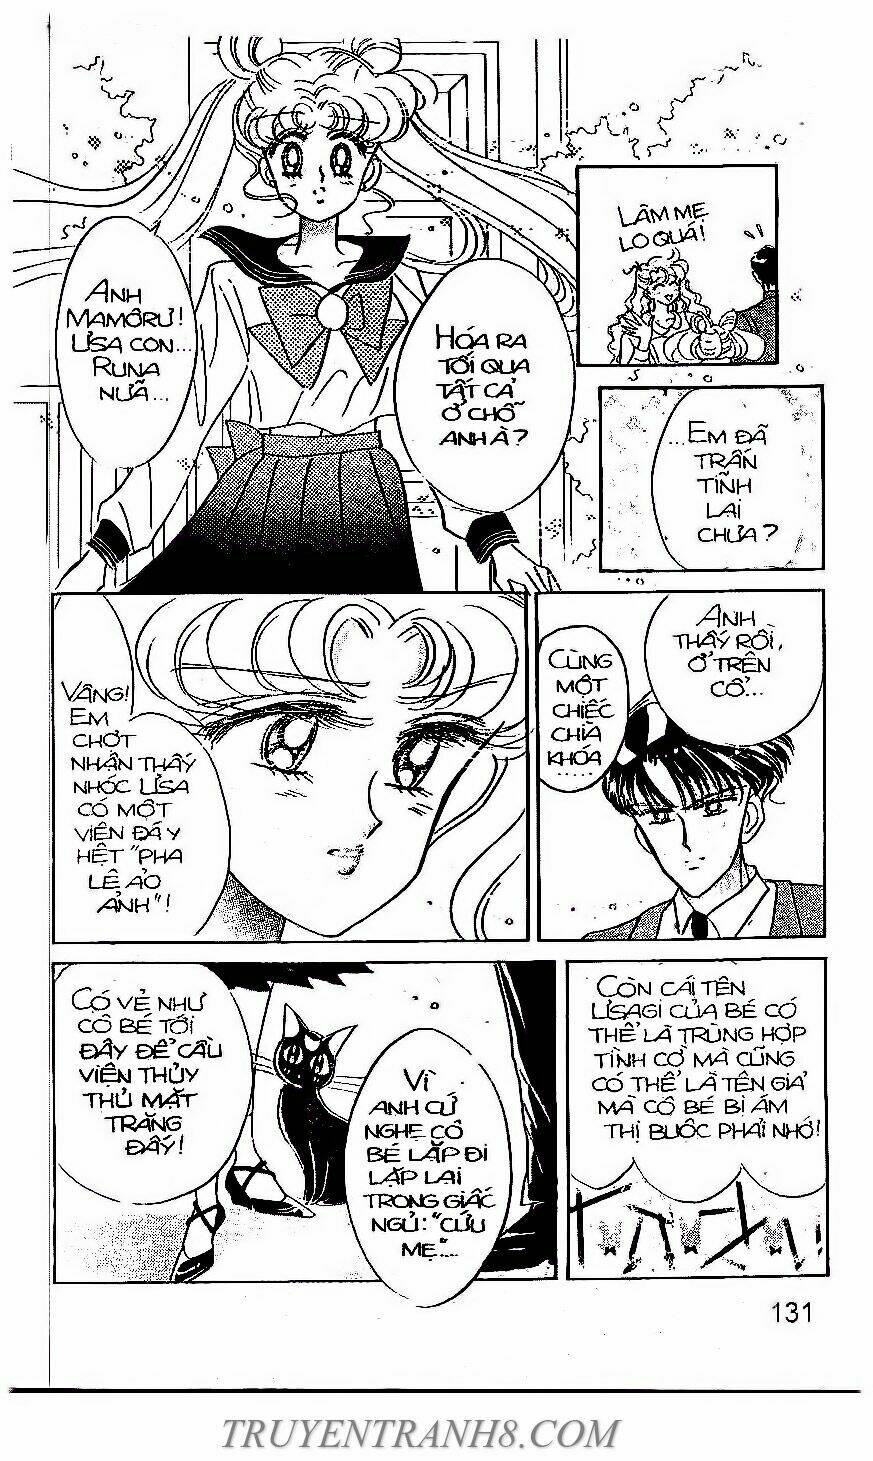 LÀM MẸ
LO QUÁ!
HÓA RA
TỐI QUA
TẤT CẢ
Ở CHỖ
ANH À?
ANH
MAMÔRƯ!
ƯSA CON...
RUNA
NỮA...
...EM ĐÃ
TRẤN
TĨNH
LẠI
CHƯA?
ANH
THẤY RỒI,
Ở TRÊN
CỔ...
CÙNG
MỘT
CHIẾC
CHÌA
KHÓA
......
VÂNG!
EM
CHỢT
NHẬN THẤY
NHÓC ƯSA
CÓ MỘT
VIÊN ĐÁ Y
HỆT "PHA
LÊ ẢO
ẢNH"!
CÒN CÁI TÊN
ƯSAGI CỦA BÉ CÓ
THỂ LÀ TRÙNG HỢP
TÌNH CỜ MÀ CŨNG
CÓ THỂ LÀ TÊN GIẢ
MÀ CÔ BÉ BỊ ÁM
THỊ BUỘC PHẢI NHỚ!
VÌ
ANH CỨ
NGHE CÔ
BÉ LẶP ĐI
LẶP LẠI
TRONG GIẤC
NGỦ: "CỨU
MẸ"...
CÓ VẺ NHƯ
CÔ BÉ TỚI
ĐÂY ĐỂ CẦU
VIỆN THỦY
THỦ MẶT
TRĂNG
ĐẤY!
131
TRUYENTRANH8.COM